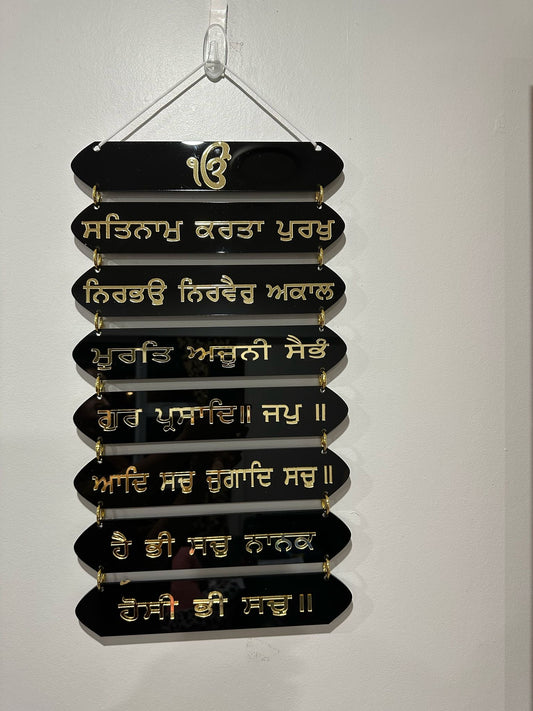 ੴ
ਸਤਿਨਾਮੁ ਕਰਤਾ ਪੁਰਖੁ
ਨਿਰਭਉ ਨਿਰਵੈਰੁ ਅਕਾਲ
ਮੂਰਤਿ ਅਜੂਨੀ ਸੈਭੰ
ਗੁਰ ਪ੍ਰਸਾਦਿ॥ ਜਪੁ ॥
ਆਦਿ ਸਚੁ ਜੁਗਾਦਿ ਸਚੁ॥
ਹੈ ਭੀ ਸਚੁ ਨਾਨਕ
ਹੋਸੀ ਭੀ ਸਚੁ॥